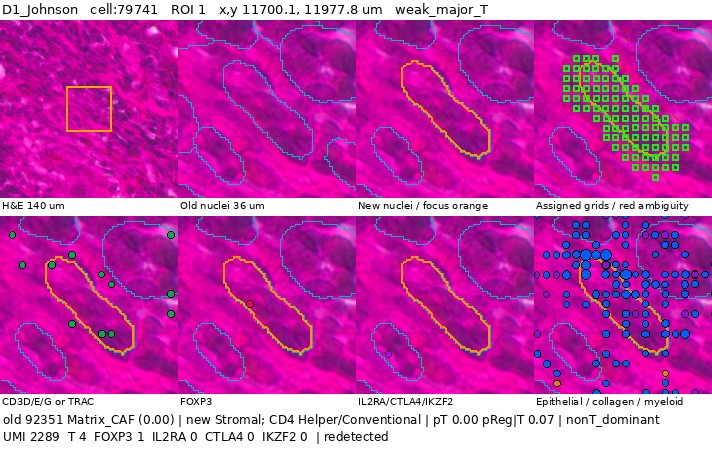 D1_Johnson   cell:79741   ROI 1   x,y 11700.1, 11977.8 um   weak_major_T
H&E 140 um
Old nuclei 36 um
New nuclei / focus orange
Assigned grids / red ambiguity
CD3D/E/G or TRAC
FOXP3
IL2RA/CTLA4/IKZF2
Epithelial / collagen / myeloid
old 92351 Matrix_CAF (0.00) | new Stromal; CD4 Helper/Conventional | pT 0.00 pReg|T 0.07 | nonT_dominant
UMI 2289  T 4  FOXP3 1  IL2RA 0  CTLA4 0  IKZF2 0  | redetected